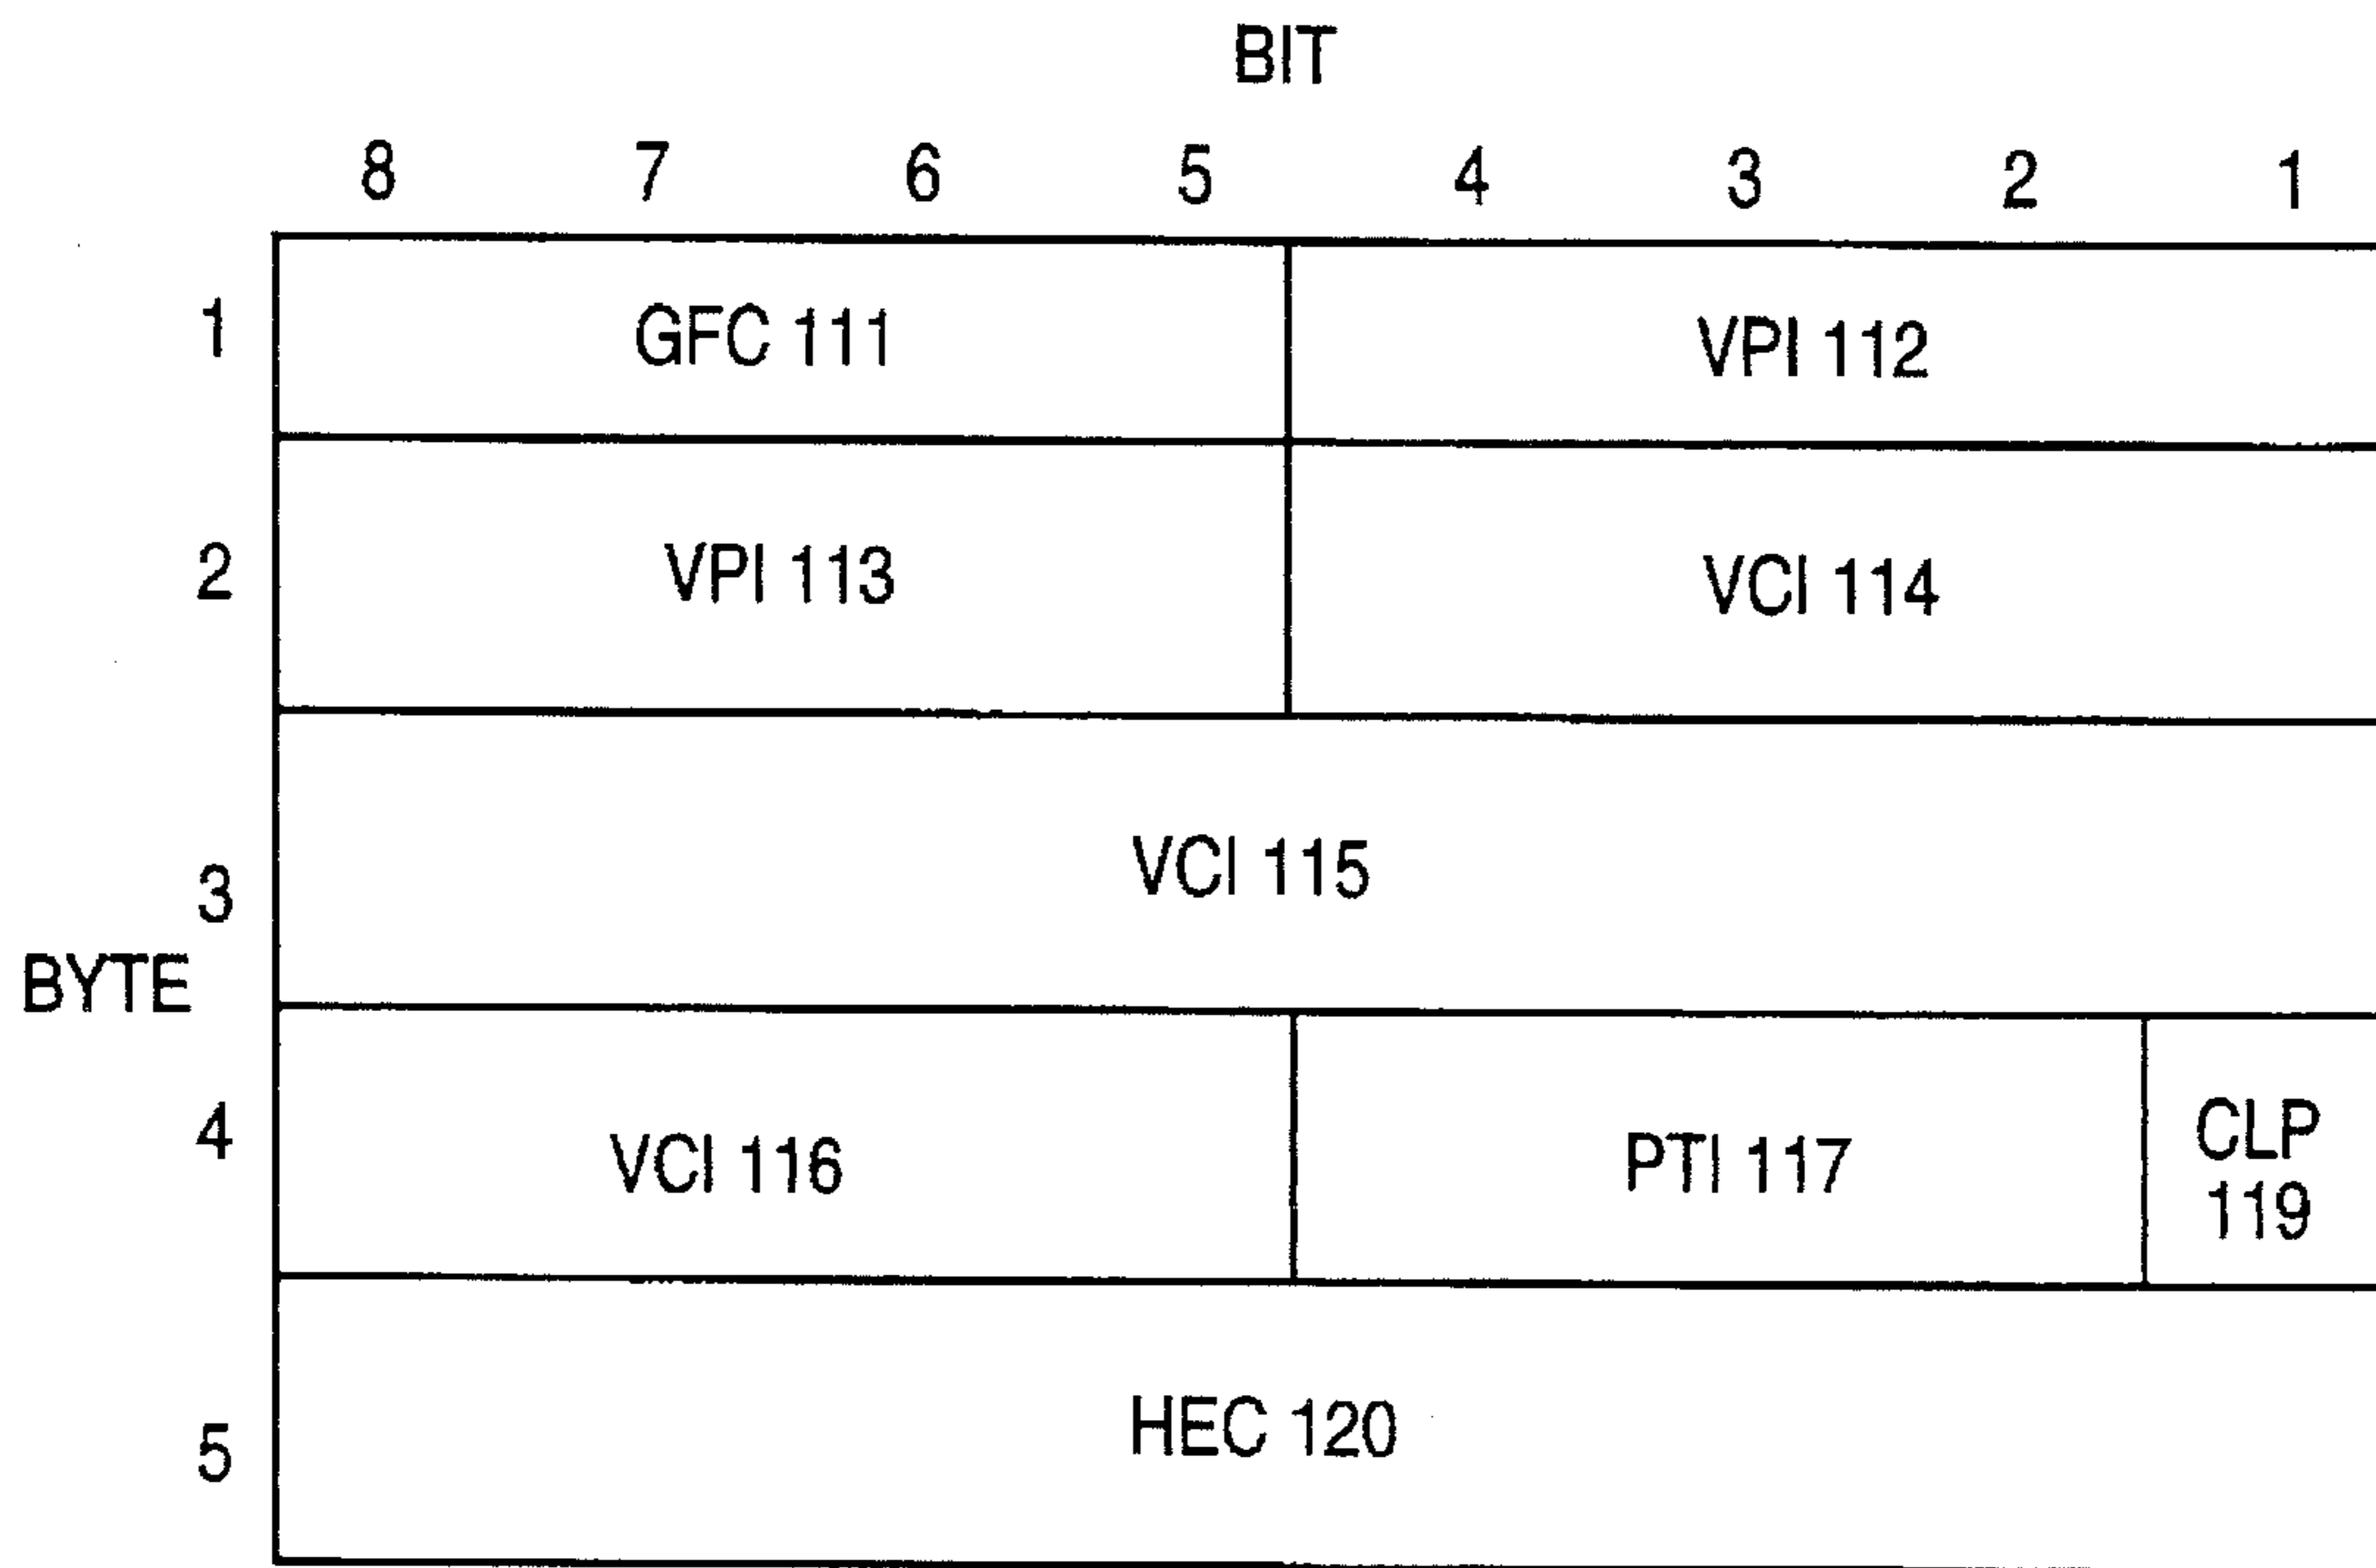 BIT
8 7 6 5 4 3 2 1
1 GFC 111 VPI 112
2 VPI 113 VCI 114
3 VCI 115
BYTE
4 VCI 116 PTI 117 CLP 119
5 HEC 120